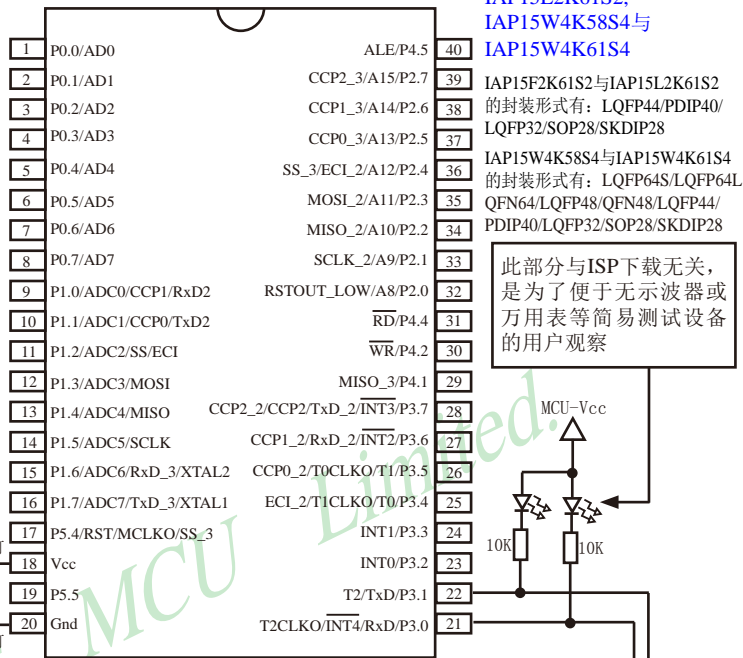 IAP15L2K61S2,
IAP15W4K58S4与
IAP15W4K61S4
IAP15F2K61S2与IAP15L2K61S2
的封装形式有：LQFP44/PDIP40/
LQFP32/SOP28/SKDIP28
IAP15W4K58S4与IAP15W4K61S4
的封装形式有：LQFP64S/LQFP64L
QFN64/LQFP48/QFN48/LQFP44/
PDIP40/LQFP32/SOP28/SKDIP28
此部分与ISP下载无关，
是为了便于无示波器或
万用表等简易测试设备
的用户观察
1 P0.0/AD0 ALE/P4.5 40
2 P0.1/AD1 CCP2_3/A15/P2.7 39
3 P0.2/AD2 CCP1_3/A14/P2.6 38
4 P0.3/AD3 CCP0_3/A13/P2.5 37
5 P0.4/AD4 SS_3/ECI_2/A12/P2.4 36
6 P0.5/AD5 MOSI_2/A11/P2.3 35
7 P0.6/AD6 MISO_2/A10/P2.2 34
8 P0.7/AD7 SCLK_2/A9/P2.1 33
9 P1.0/ADC0/CCP1/RxD2 RSTOUT_LOW/A8/P2.0 32
10 P1.1/ADC1/CCP0/TxD2 RD/P4.4 31
11 P1.2/ADC2/SS/ECI WR/P4.2 30
12 P1.3/ADC3/MOSI MISO_3/P4.1 29
13 P1.4/ADC4/MISO CCP2_2/CCP2/TxD_2/INT3/P3.7 28
14 P1.5/ADC5/SCLK CCP1_2/RxD_2/INT2/P3.6 27
15 P1.6/ADC6/RxD_3/XTAL2 CCP0_2/T0CLKO/T1/P3.5 26
16 P1.7/ADC7/TxD_3/XTAL1 ECI_2/T1CLKO/T0/P3.4 25
17 P5.4/RST/MCLKO/SS_3 INT1/P3.3 24
18 Vcc INT0/P3.2 23
19 P5.5 T2/TxD/P3.1 22
20 Gnd T2CLKO/INT4/RxD/P3.0 21
MCU-Vcc
10K
10K
MCU Limited.